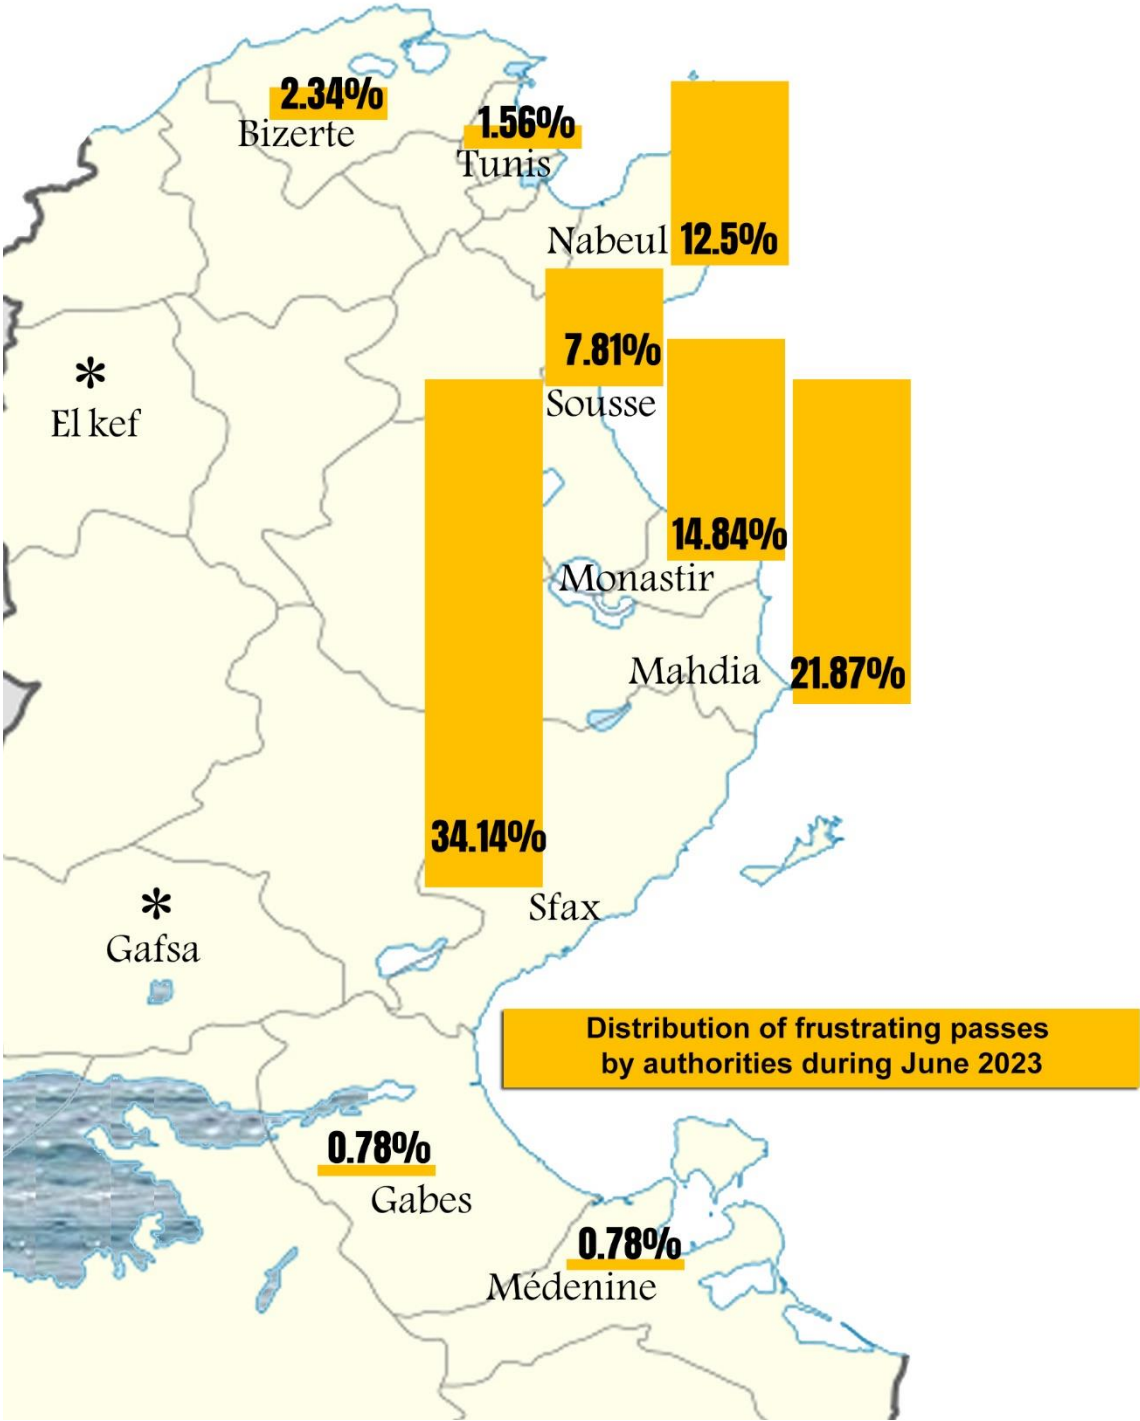 2.34%
Bizerte
1.56%
Tunis
Nabeul 12.5%
7.81%
Sousse
*
El kef
14.84%
Monastir
Mahdia 21.87%
34.14%
Sfax
*
Gafsa
Distribution of frustrating passes
by authorities during June 2023
0.78%
Gabes
0.78%
Médenine